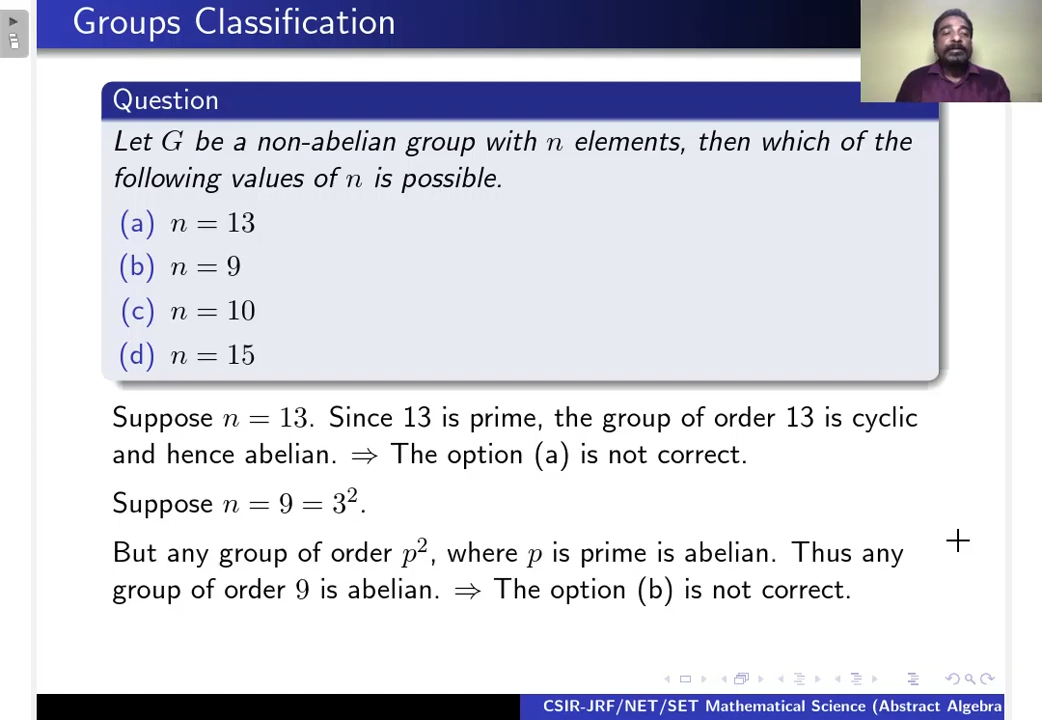 Groups Classification
Question
Let G be a non-abelian group with n elements, then which of the
following values of n is possible.
(a) n = 13
(b) n = 9
(c) n = 10
(d) n = 15
Suppose n = 13. Since 13 is prime, the group of order 13 is cyclic
and hence abelian. ⇒ The option (a) is not correct.
Suppose n = 9 = 3².
But any group of order p², where p is prime is abelian. Thus any
group of order 9 is abelian. ⇒ The option (b) is not correct.
CSIR-JRF/NET/SET Mathematical Science (Abstract Algebra